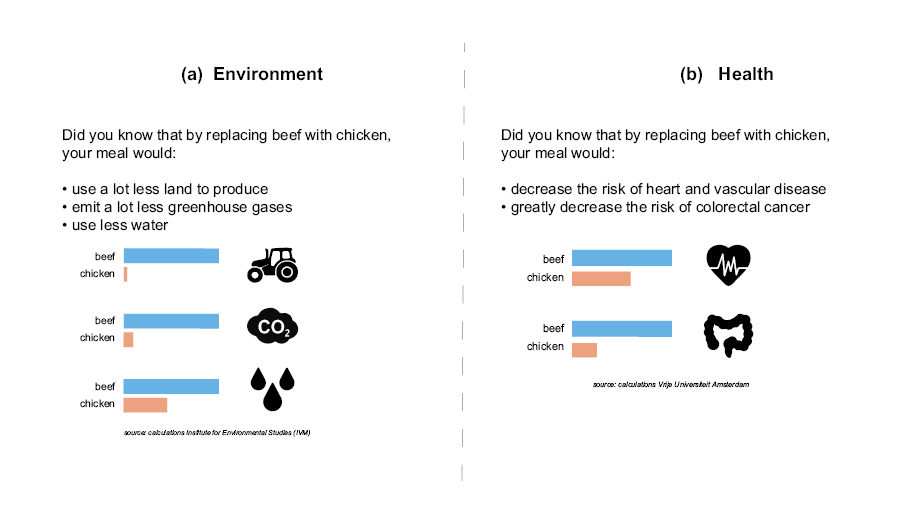 (a) Environment
Did you know that by replacing beef with chicken,
your meal would:
• use a lot less land to produce
• emit a lot less greenhouse gases
• use less water
beef
chicken
beef
CO2
chicken
beef
chicken
source: calculations Institute for Environmental Studies (IVM)
(b) Health
Did you know that by replacing beef with chicken,
your meal would:
• decrease the risk of heart and vascular disease
• greatly decrease the risk of colorectal cancer
beef
chicken
beef
chicken
source: calculations Vrije Universiteit Amsterdam